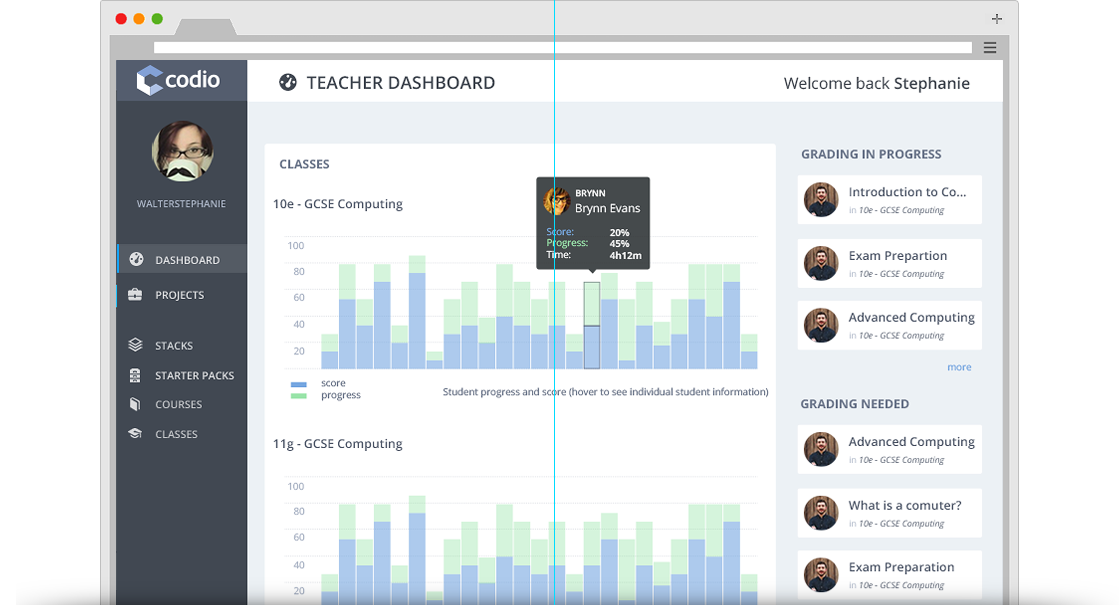 codio
TEACHER DASHBOARD
Welcome back Stephanie
WALTERSTEPHANIE
DASHBOARD
PROJECTS
STACKS
STARTER PACKS
COURSES
CLASSES
CLASSES
10e - GCSE Computing
BRYNN
Brynn Evans
Score: 20%
Progress: 45%
Time: 4h12m
100
80
60
40
20
score
progress
Student progress and score (hover to see individual student information)
11g - GCSE Computing
100
80
60
40
20
GRADING IN PROGRESS
Introduction to Co...
in 10e - GCSE Computing
Exam Prepartion
in 10e - GCSE Computing
Advanced Computing
in 10e - GCSE Computing
more
GRADING NEEDED
Advanced Computing
in 10e - GCSE Computing
What is a comuter?
in 10e - GCSE Computing
Exam Preparation
in 10e - GCSE Computing